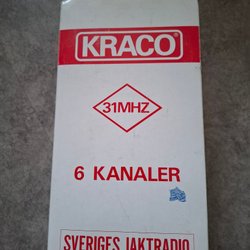 KRACO
31MHZ
6 KANALER
SVERIGES JAKTRADIO